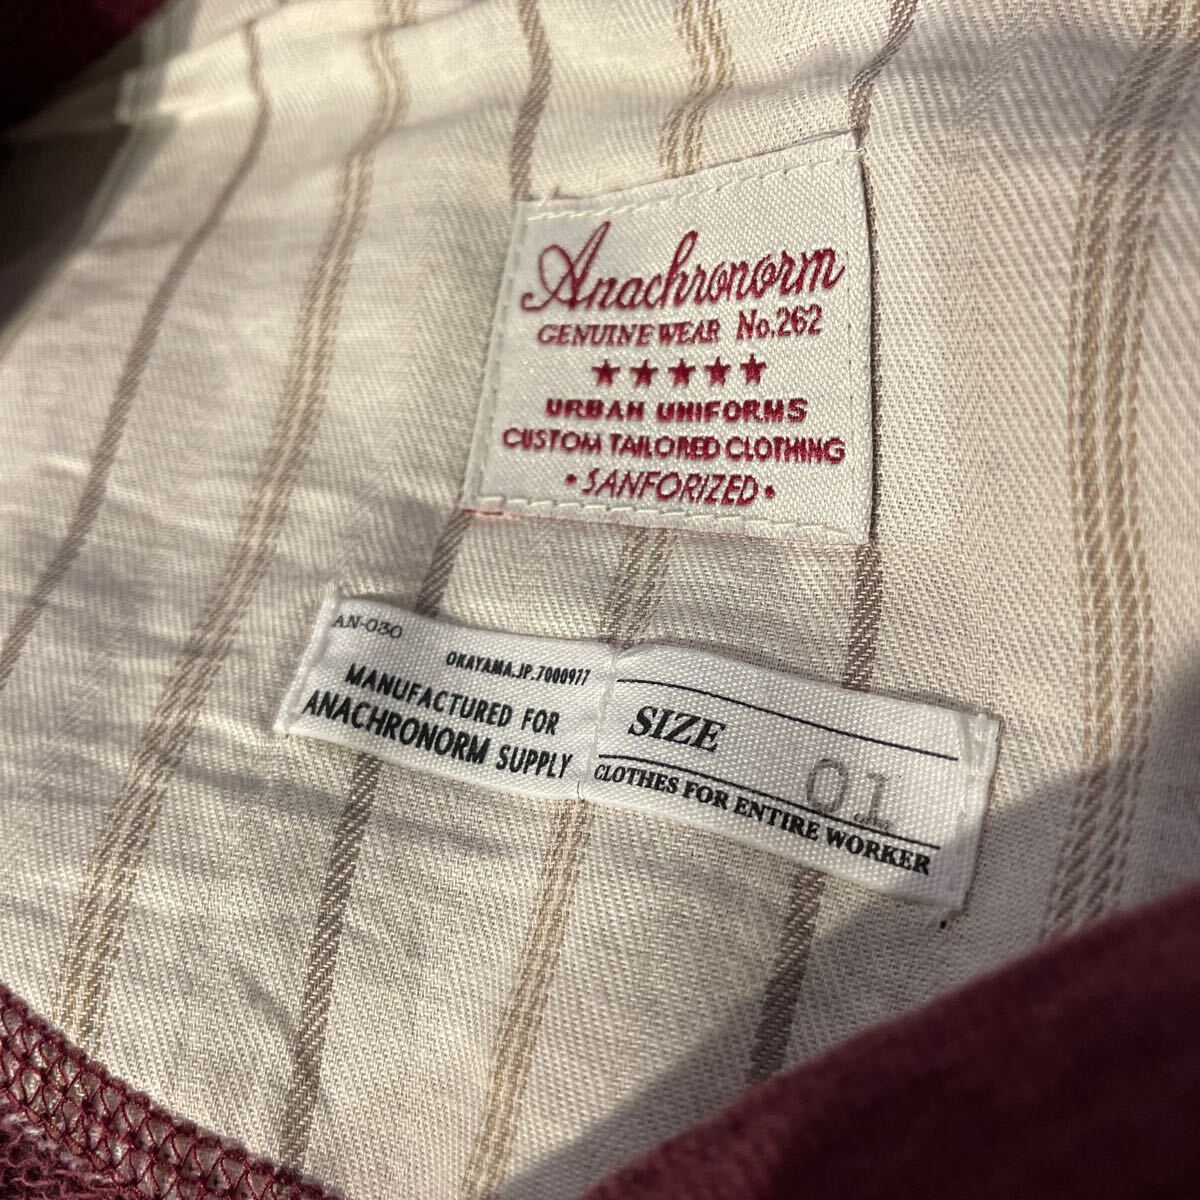 Anachronorm
GENUINE WEAR No.262
★★★★★
URBAN UNIFORMS
CUSTOM TAILORED CLOTHING
• SANFORIZED •
AN-030
OKAYAMA.JP.7000977
MANUFACTURED FOR
ANACHRONORM SUPPLY
SIZE 01
CLOTHES FOR ENTIRE WORKER